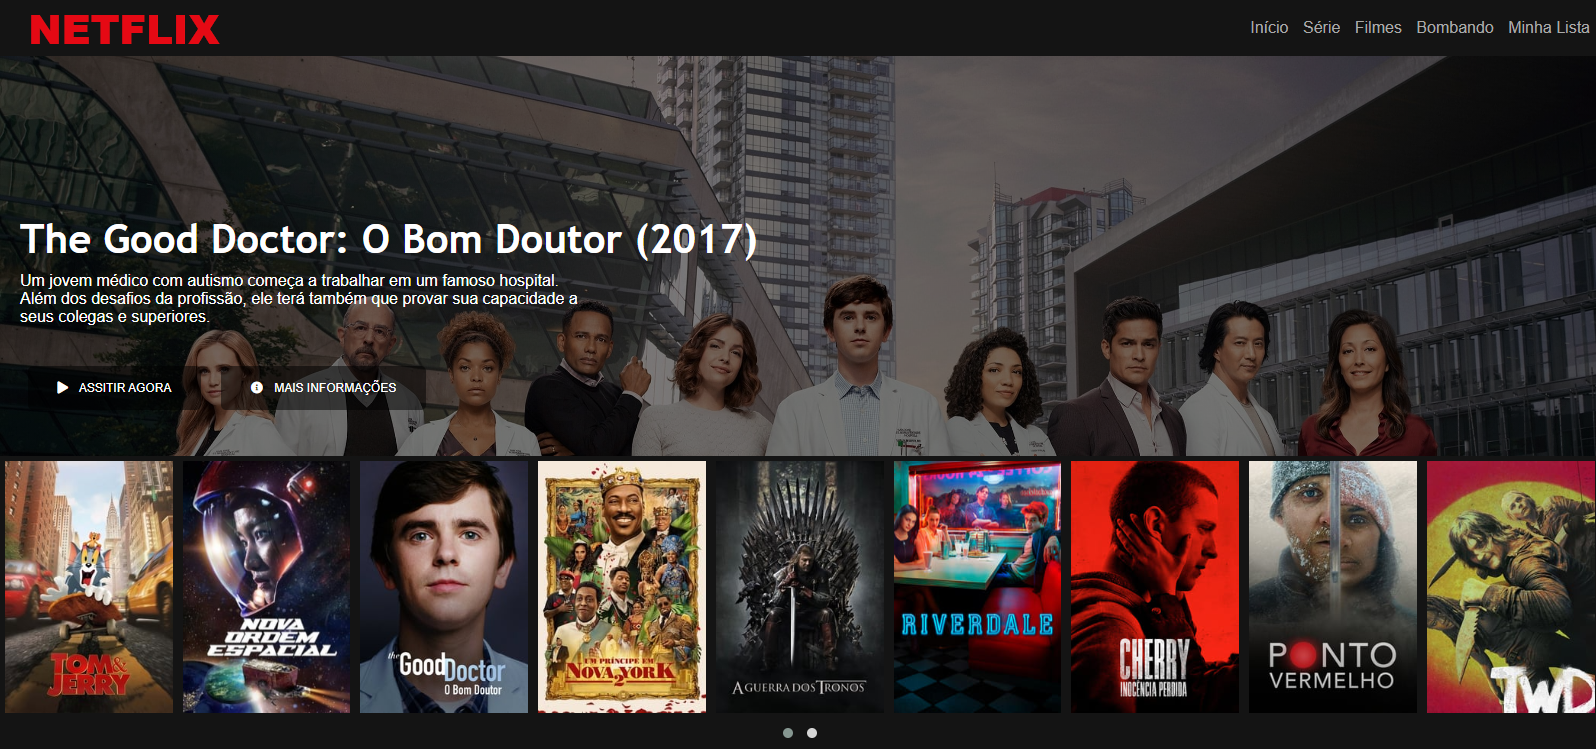 NETFLIX
Início Série Filmes Bombando Minha Lista
The Good Doctor: O Bom Doutor (2017)
Um jovem médico com autismo começa a trabalhar em um famoso hospital.
Além dos desafios da profissão, ele terá também que provar sua capacidade a
seus colegas e superiores.
ASSITIR AGORA
MAIS INFORMAÇÕES
TOM&
JERRY
NOVA
ORDEM
ESPACIAL
the GoodDoctor
O Bom Doutor
UM PRÍNCIPE EM
NOVA YORK
2
A GUERRA DOS TRONOS
RIVERDALE
CHERRY
INOCÊNCIA PERDIDA
PONTO
VERMELHO
TWD